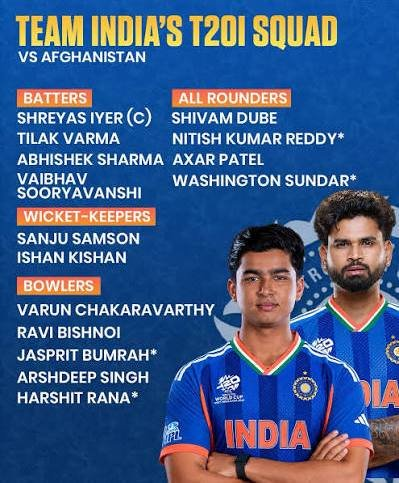 TEAM INDIA'S T20I SQUAD
VS AFGHANISTAN
BATTERS
SHREYAS IYER (C)
TILAK VARMA
ABHISHEK SHARMA
VAIBHAV
SOORYAVANSHI
WICKET-KEEPERS
SANJU SAMSON
ISHAN KISHAN
BOWLERS
VARUN CHAKARAVARTHY
RAVI BISHNOI
JASPRIT BUMRAH*
ARSHDEEP SINGH
HARSHIT RANA*
ALL ROUNDERS
SHIVAM DUBE
NITISH KUMAR REDDY*
AXAR PATEL
WASHINGTON SUNDAR*
WORLD CUP
INDIA